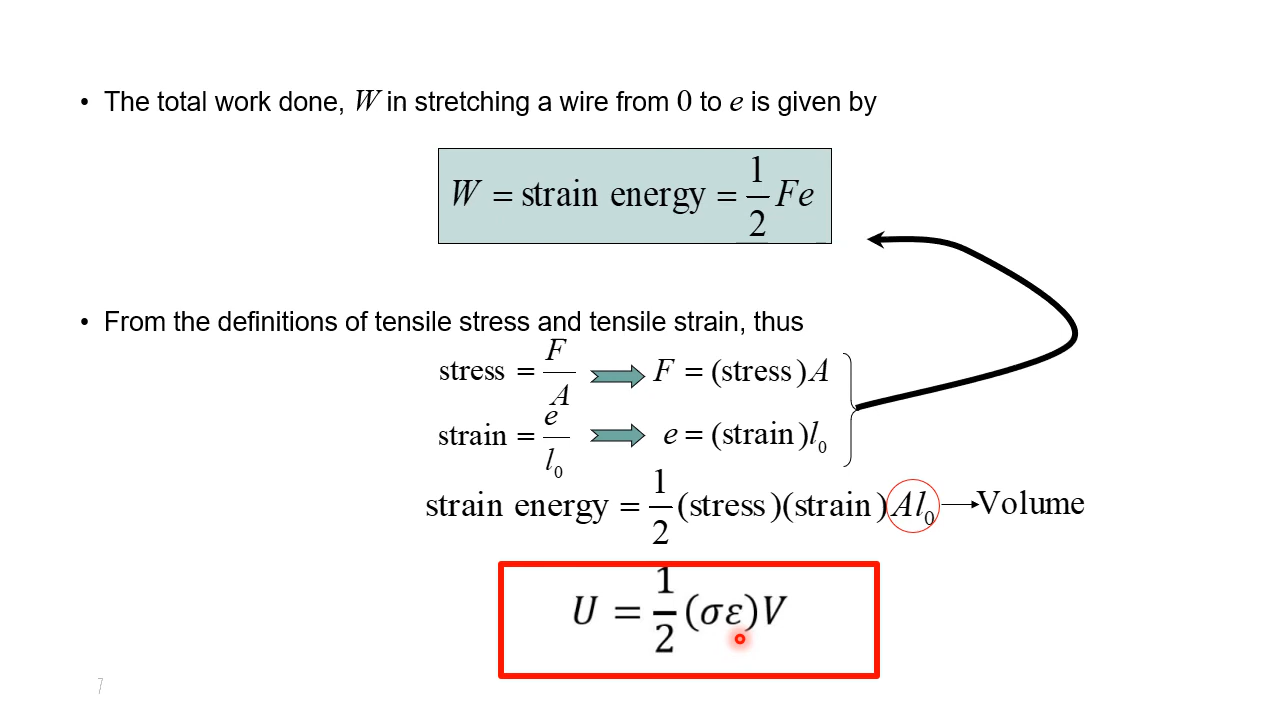 • The total work done, W in stretching a wire from 0 to e is given by
W = strain energy = 1/2 Fe
• From the definitions of tensile stress and tensile strain, thus
stress = F/A F = (stress)A
strain = e/l₀ e = (strain)l₀
strain energy = 1/2 (stress)(strain)Al₀ → Volume
U = 1/2 (σε)V
7